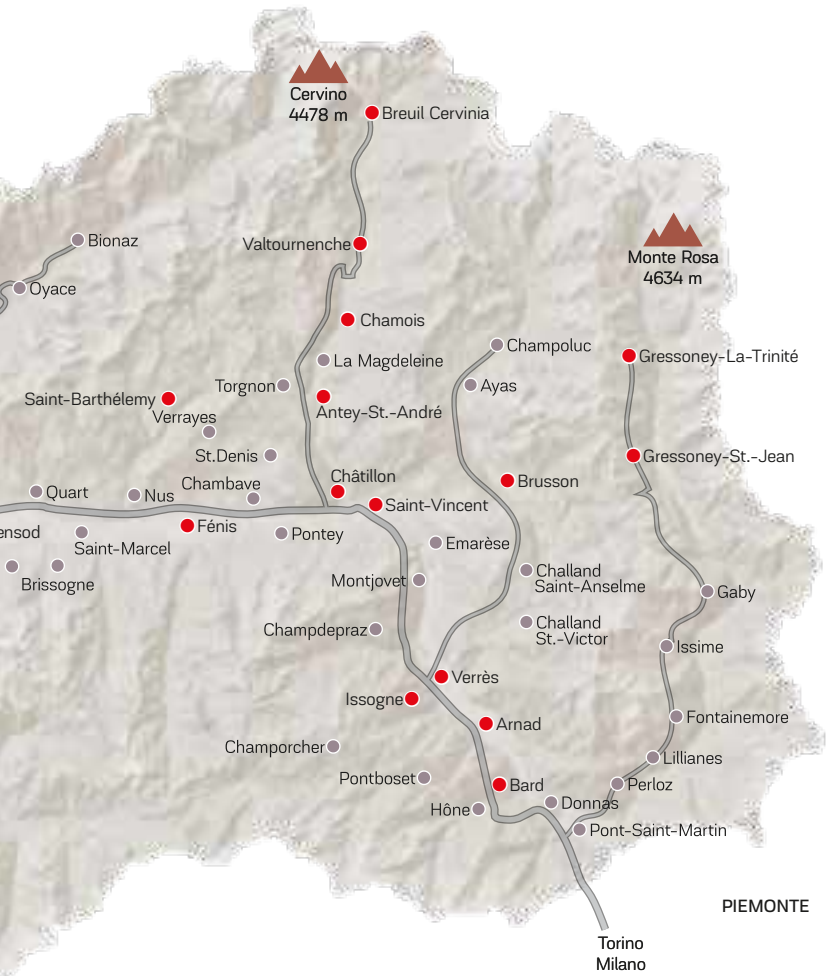 Cervino
4478 m
Breuil Cervinia
Bionaz
Valtournenche
Monte Rosa
4634 m
Oyace
Chamois
Champoluc
Gressoney-La-Trinité
La Magdeleine
Torgnon
Ayas
Saint-Barthélemy
Antey-St.-André
Verrayes
St.Denis
Gressoney-St.-Jean
Châtillon
Chambave
Brusson
Quart
Nus
Saint-Vincent
Fénis
ensod
Pontey
Emarèse
Saint-Marcel
Brissogne
Montjovet
Challand
Saint-Anselme
Gaby
Challand
St.-Victor
Champdepraz
Issime
Verrès
Issogne
Arnad
Fontainemore
Champorcher
Lillianes
Pontboset
Bard
Perloz
Hône
Donnas
Pont-Saint-Martin
PIEMONTE
Torino
Milano